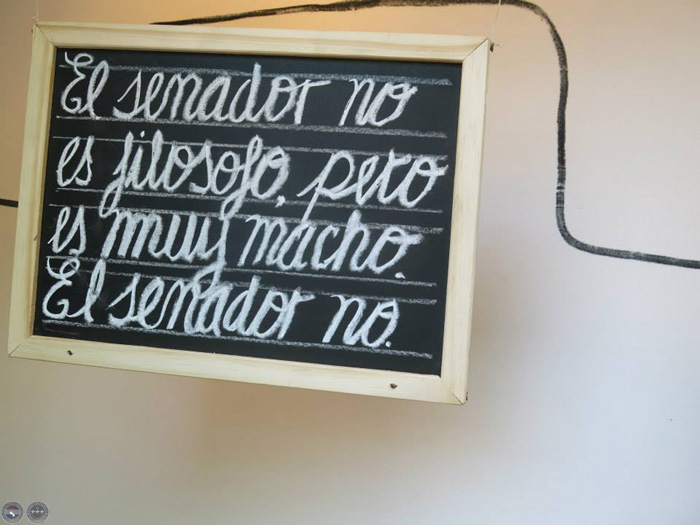 El senador no
es filosofo, pero
es muy macho.
El senador no.